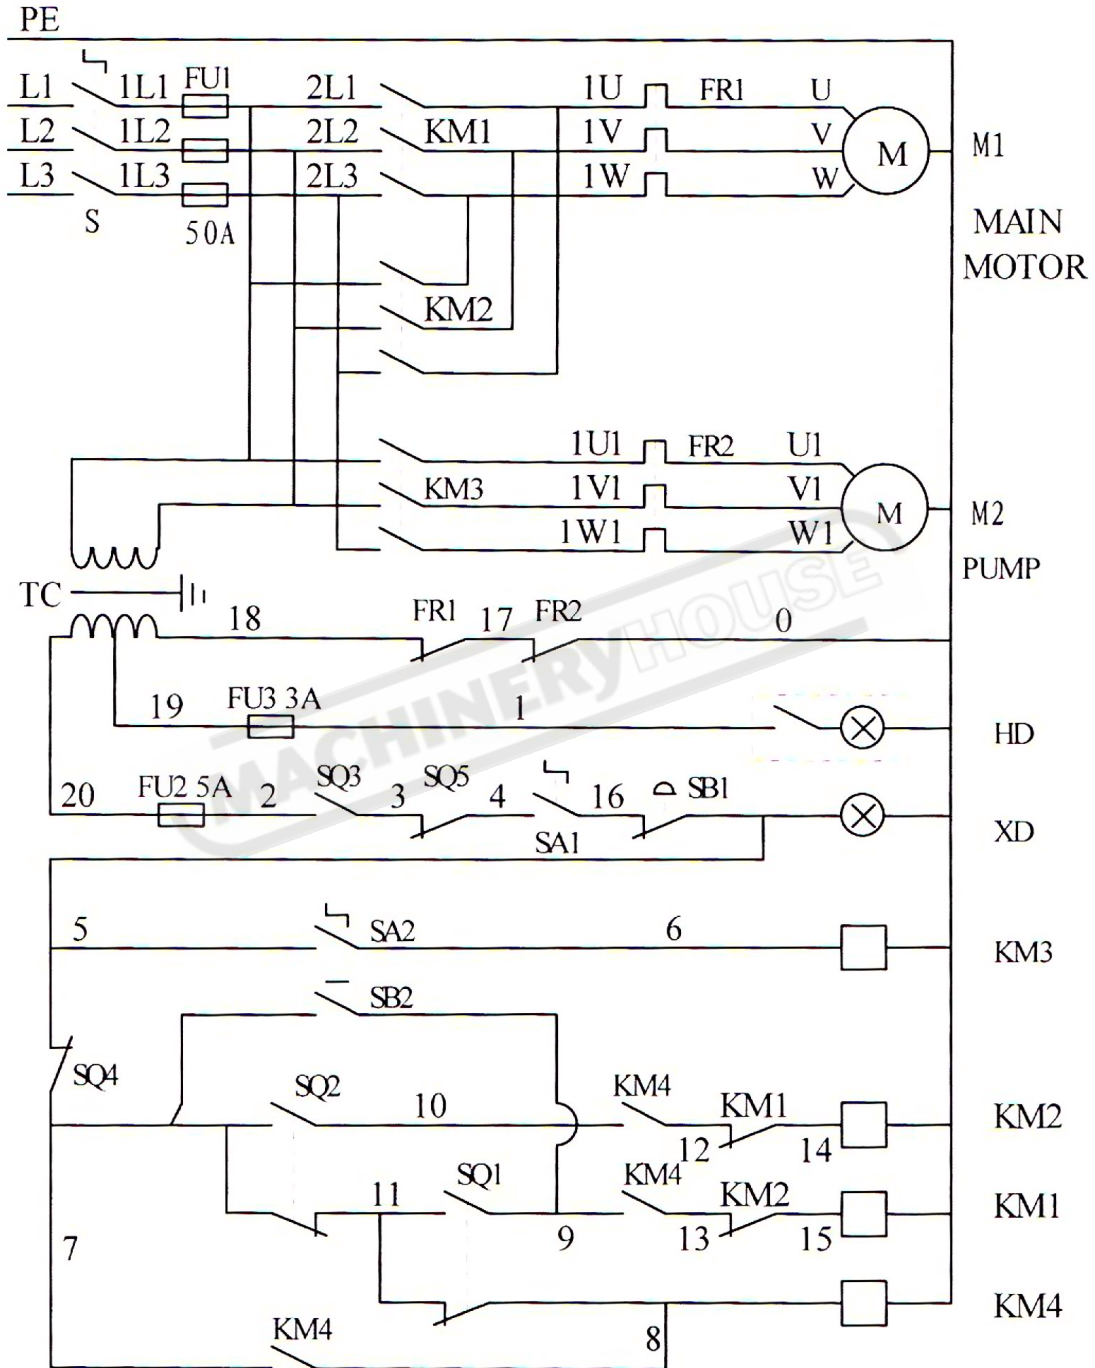 PE
L1 1L1 FU1 2L1 1U FR1 U
L2 1L2 2L2 KM1 1V V M M1
L3 1L3 2L3 1W W
S 50A MAIN
MOTOR
KM2
1U1 FR2 U1
KM3 1V1 V1 M M2
1W1 W1
PUMP
TC
18 FR1 17 FR2 0
19 FU3 3A 1 HD
20 FU2 5A 2 SQ3 3 SQ5 4 16 SB1 XD
SA1
MACHINERYHOUSE
5 SA2 6 KM3
SB2
SQ4
SQ2 10 KM4 KM1 KM2
12 14
11 SQ1 KM4 KM2 KM1
7 9 13 15
KM4
KM4 8